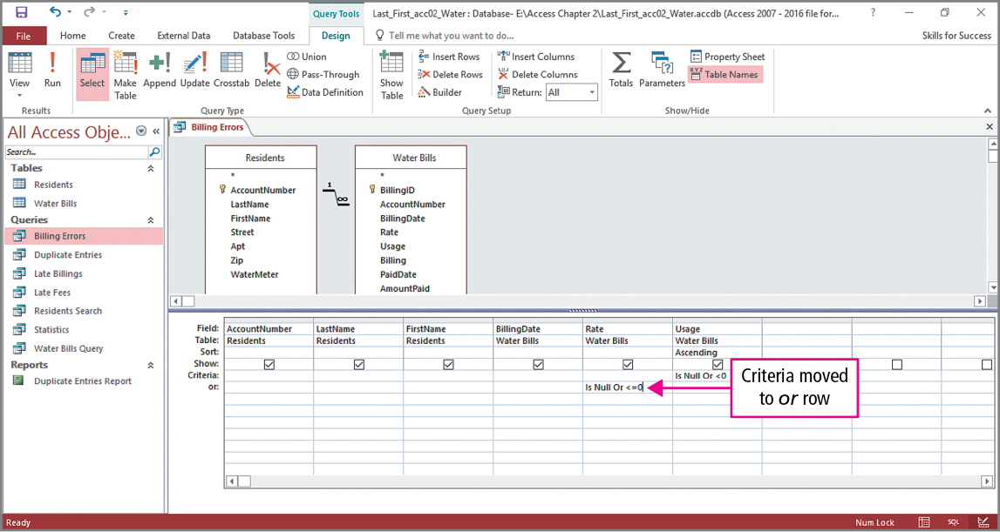 Query Tools
Last_First_acc02_Water : Database- E:\Access Chapter 2\Last_First_acc02_Water.accdb (Access 2007 - 2016 file for...
?
File
Home
Create
External Data
Database Tools
Design
Tell me what you want to do...
Skills for Success
View
Run
Select
Make Table
Append
Update
Crosstab
Delete
Union
Pass-Through
Data Definition
Show Table
Insert Rows
Delete Rows
Builder
Insert Columns
Delete Columns
Return: All
Totals
Parameters
Property Sheet
Table Names
Results
Query Type
Query Setup
Show/Hide
All Access Obje...
Search...
Tables
Residents
Water Bills
Queries
Billing Errors
Duplicate Entries
Late Billings
Late Fees
Residents Search
Statistics
Water Bills Query
Reports
Duplicate Entries Report
Billing Errors
Residents
*
AccountNumber
LastName
FirstName
Street
Apt
Zip
WaterMeter
1
∞
Water Bills
*
BillingID
AccountNumber
BillingDate
Rate
Usage
Billing
PaidDate
AmountPaid
Field: AccountNumber LastName FirstName BillingDate Rate Usage
Table: Residents Residents Residents Water Bills Water Bills Water Bills
Sort: Ascending
Show:
Criteria: Is Null Or <0
or: Is Null Or <=0
Criteria moved
to or row
Ready
Num Lock
SQL